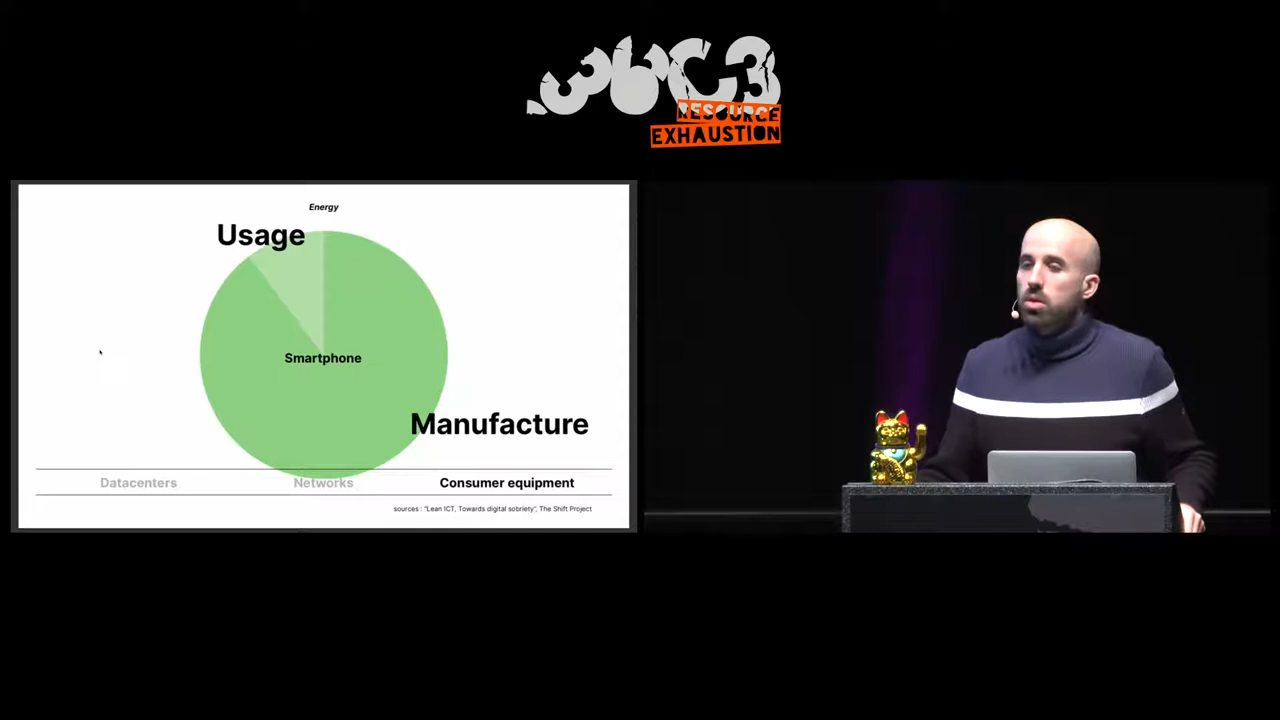 36C3
RESOURCE
EXHAUSTION
Energy
Usage
Smartphone
Manufacture
Datacenters
Networks
Consumer equipment
sources : "Lean ICT, Towards digital sobriety", The Shift Project